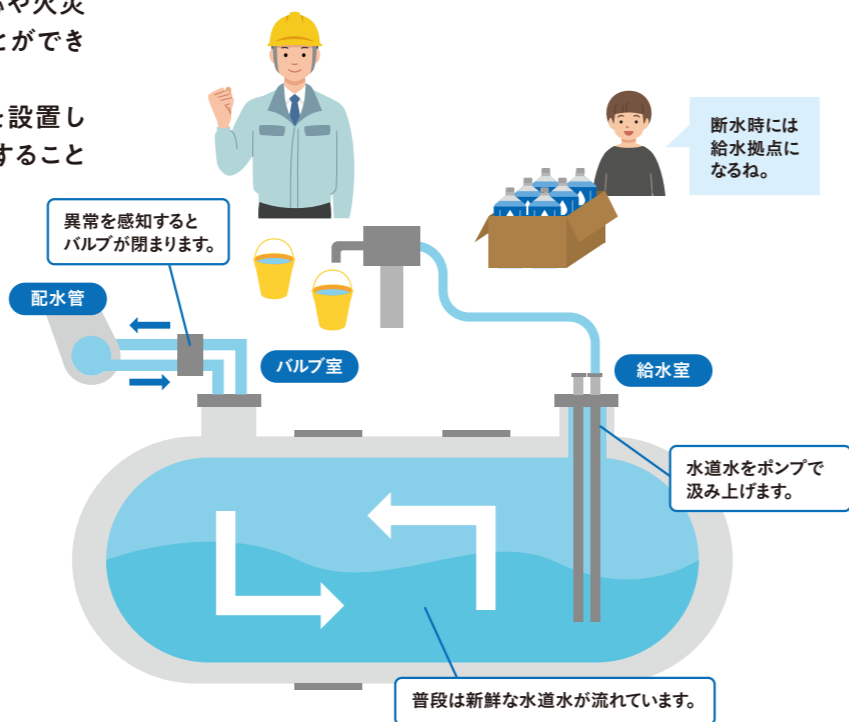 や火災
とができ
を設置し
すること
断水時には
給水拠点に
なるね。
異常を感知すると
バルブが閉まります。
配水管
バルブ室
給水室
水道水をポンプで
汲み上げます。
普段は新鮮な水道水が流れています。